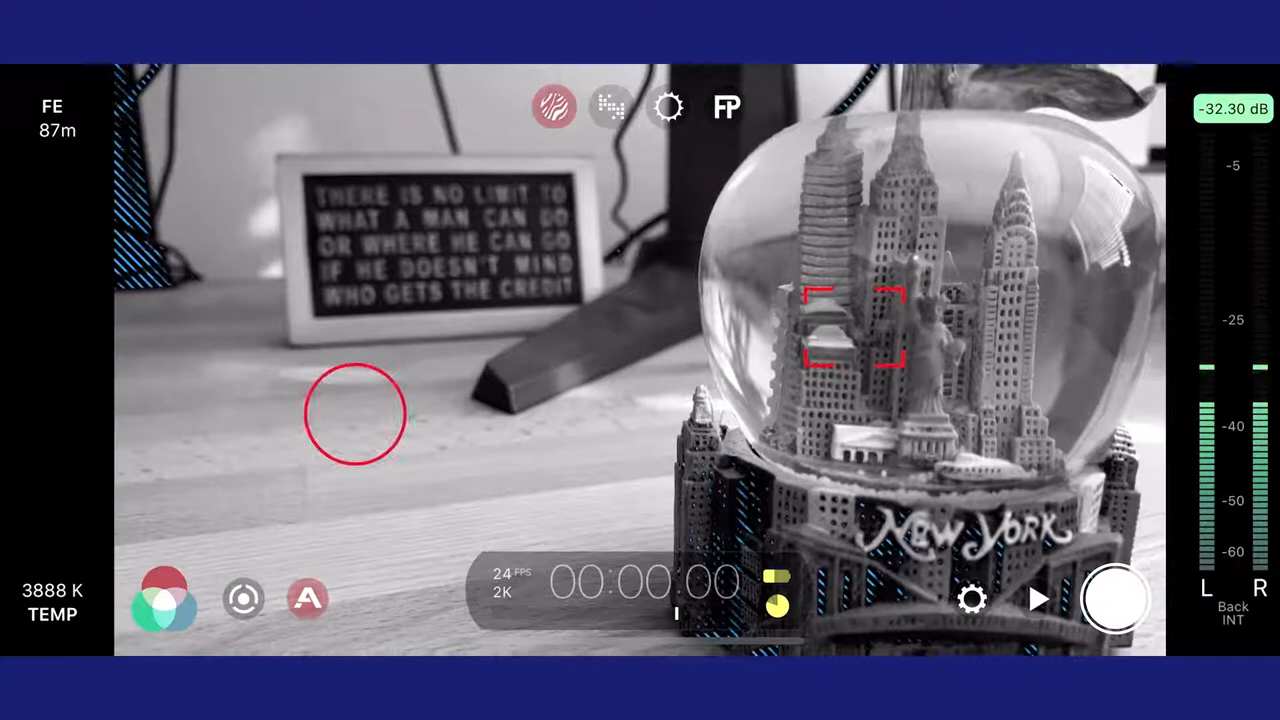 FE
87m
FP
-32.30 dB
-5
-25
-40
-50
-60
L R
Back
INT
THERE IS NO LIMIT TO
WHAT A MAN CAN DO
OR WHERE HE CAN GO
IF HE DOESN'T MIND
WHO GETS THE CREDIT
NEW YORK
24 FPS
2K
00:00:00
3888 K
TEMP
A